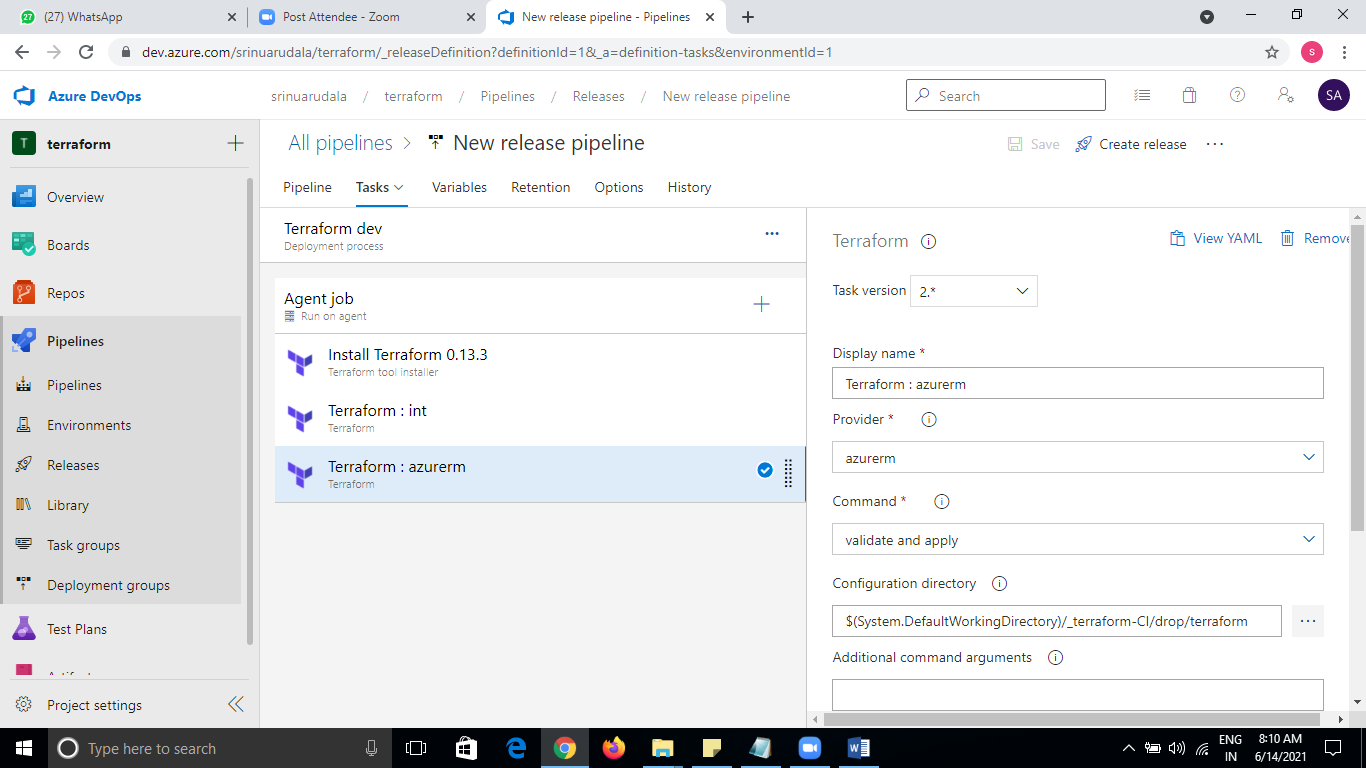 (27) WhatsApp
Post Attendee - Zoom
New release pipeline - Pipelines
dev.azure.com/srinuarudala/terraform/_releaseDefinition?definitionId=1&_a=definition-tasks&environmentId=1
s
Azure DevOps
srinuarudala / terraform / Pipelines / Releases / New release pipeline
Search
SA
T terraform
All pipelines > New release pipeline
Save
Create release
Pipeline
Tasks
Variables
Retention
Options
History
Overview
Boards
Repos
Pipelines
Pipelines
Environments
Releases
Library
Task groups
Deployment groups
Test Plans
Project settings
Terraform dev
Deployment process
Agent job
Run on agent
Install Terraform 0.13.3
Terraform tool installer
Terraform : int
Terraform
Terraform : azurerm
Terraform
Terraform
View YAML
Remove
Task version
2.*
Display name *
Terraform : azurerm
Provider *
azurerm
Command *
validate and apply
Configuration directory
$(System.DefaultWorkingDirectory)/_terraform-CI/drop/terraform
Additional command arguments
Type here to search
ENG
IN
8:10 AM
6/14/2021